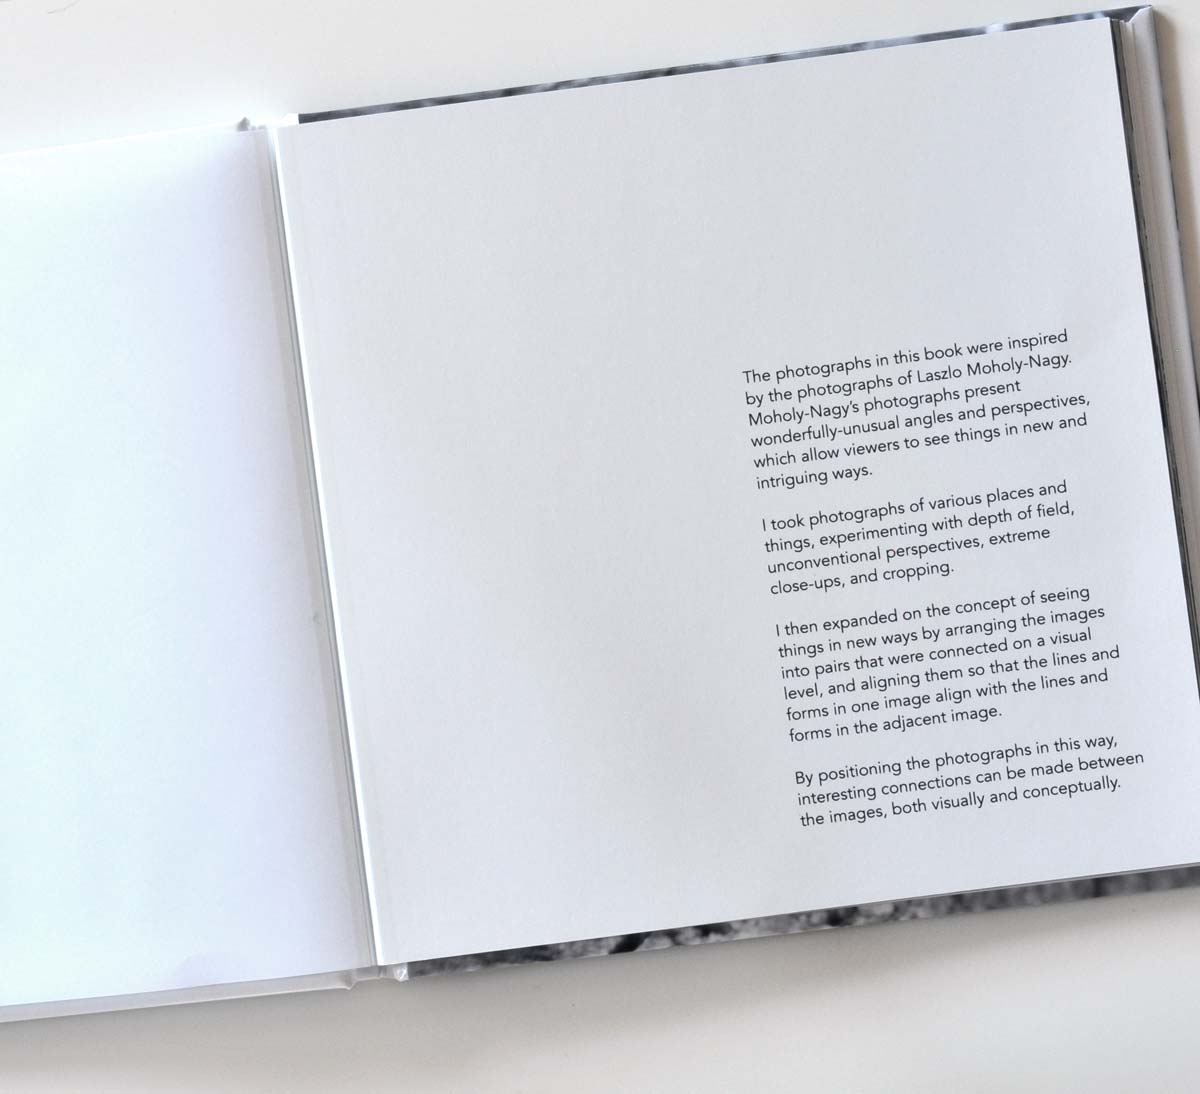 The photographs in this book were inspired
by the photographs of Laszlo Moholy-Nagy.
Moholy-Nagy's photographs present
wonderfully-unusual angles and perspectives,
which allow viewers to see things in new and
intriguing ways.
I took photographs of various places and
things, experimenting with depth of field,
unconventional perspectives, extreme
close-ups, and cropping.
I then expanded on the concept of seeing
things in new ways by arranging the images
into pairs that were connected on a visual
level, and aligning them so that the lines and
forms in one image align with the lines and
forms in the adjacent image.
By positioning the photographs in this way,
interesting connections can be made between
the images, both visually and conceptually.